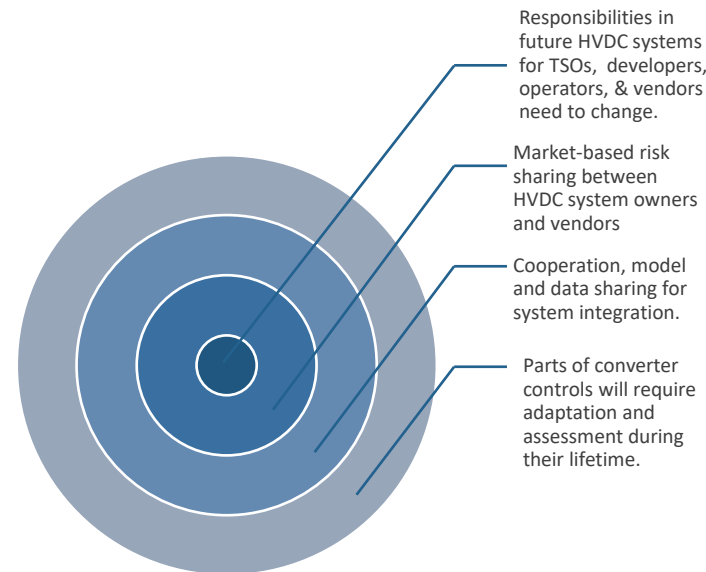 Responsibilities in
future HVDC systems
for TSOs, developers,
operators, & vendors
need to change.
Market-based risk
sharing between
HVDC system owners
and vendors
Cooperation, model
and data sharing for
system integration.
Parts of converter
controls will require
adaptation and
assessment during
their lifetime.